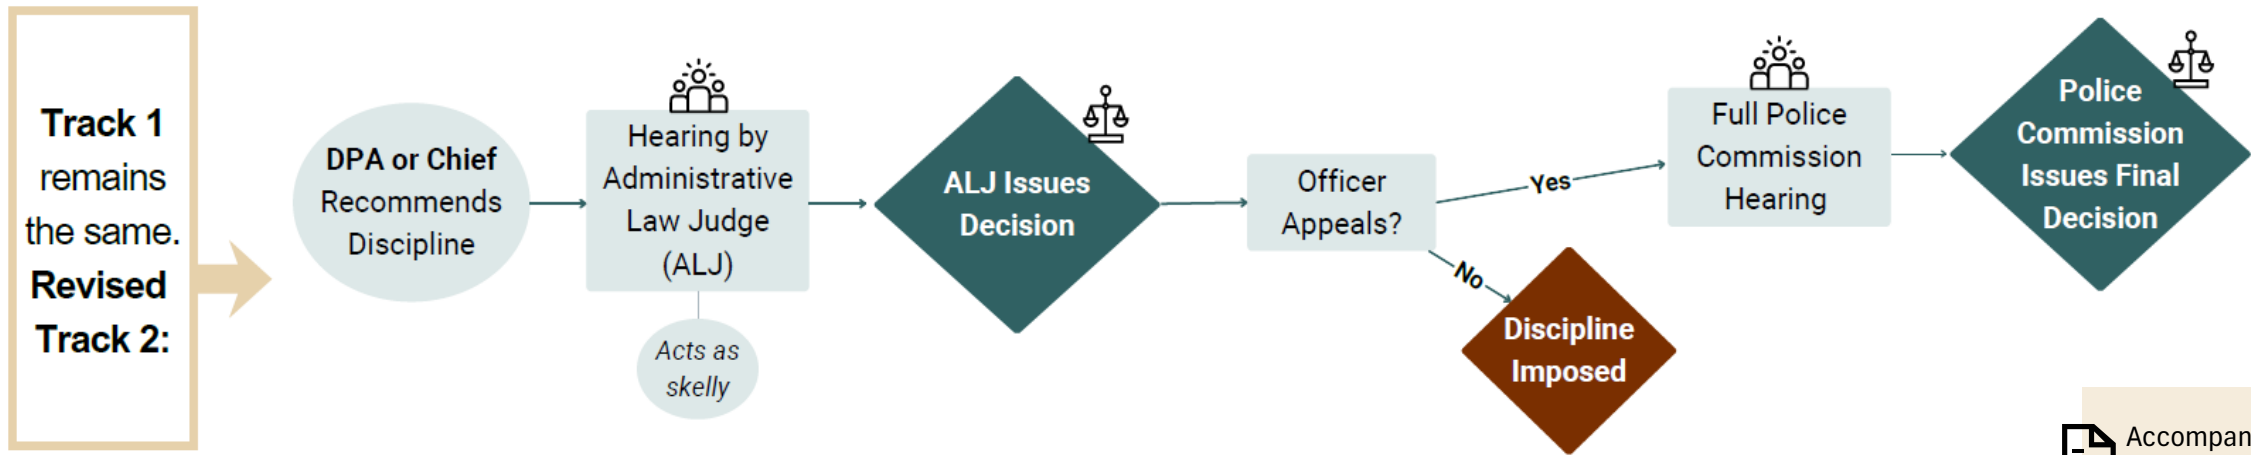 Track 1
remains
the same.
Revised
Track 2:
DPA or Chief
Recommends
Discipline
Hearing by
Administrative
Law Judge
(ALJ)
Acts as
skelly
ALJ Issues
Decision
Officer
Appeals?
Yes
No
Discipline
Imposed
Full Police
Commission
Hearing
Police
Commission
Issues Final
Decision
Accompan